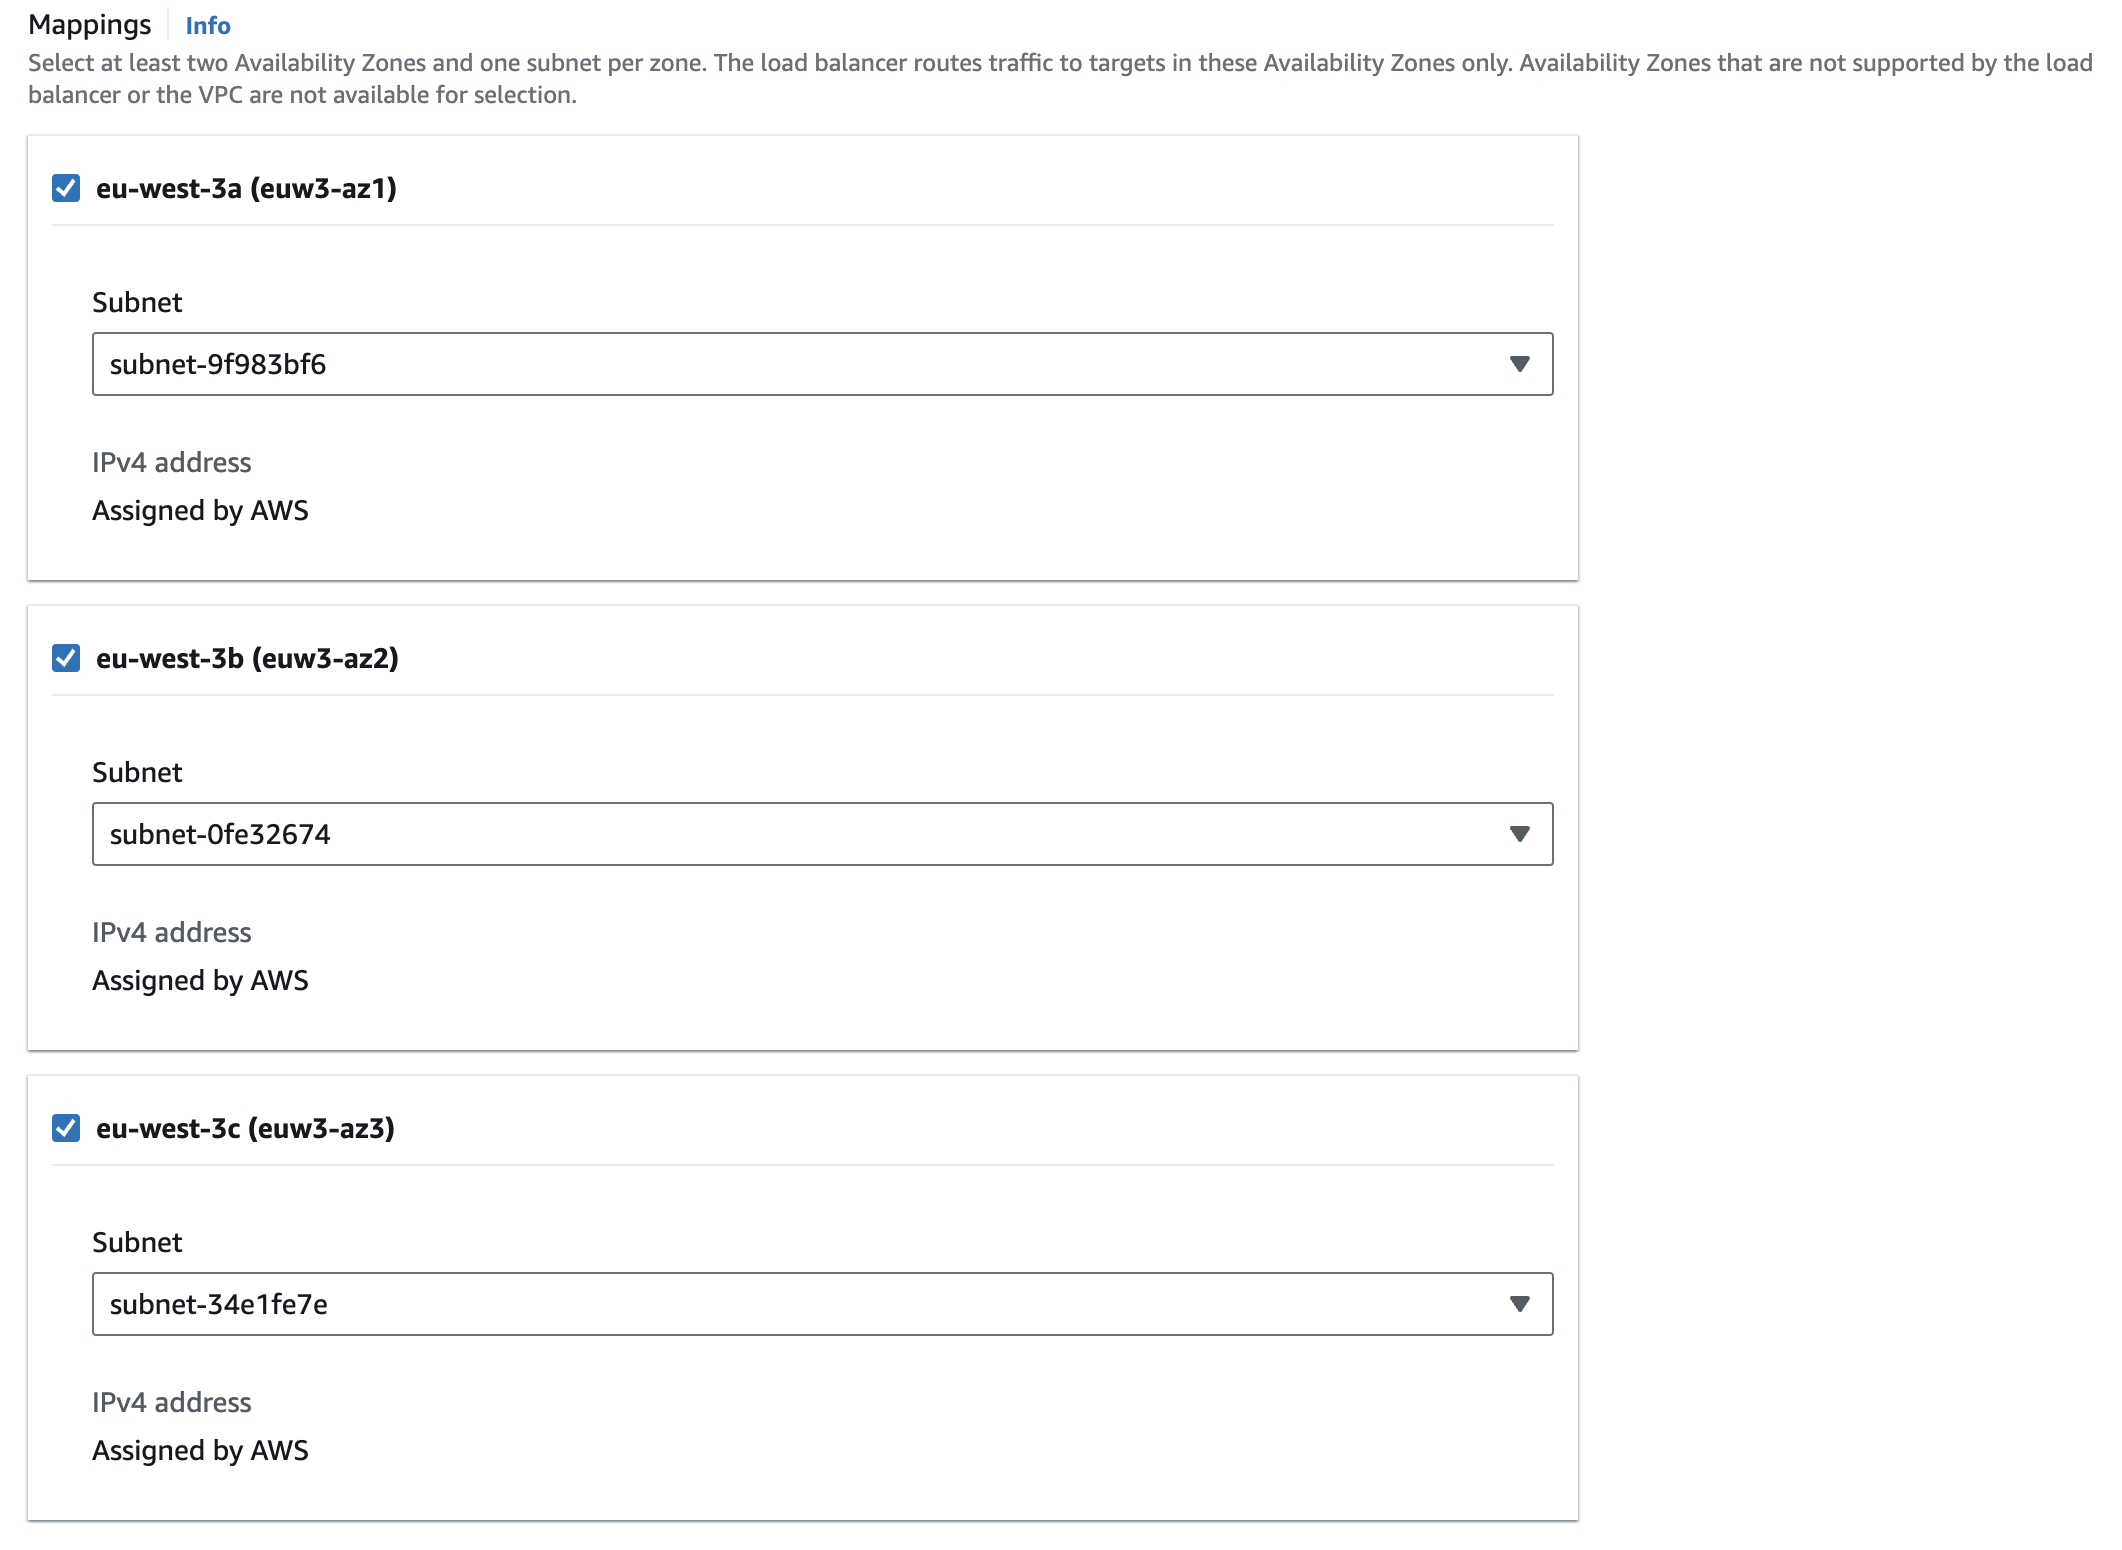 Mappings Info
Select at least two Availability Zones and one subnet per zone. The load balancer routes traffic to targets in these Availability Zones only. Availability Zones that are not supported by the load
balancer or the VPC are not available for selection.
eu-west-3a (euw3-az1)
Subnet
subnet-9f983bf6
IPv4 address
Assigned by AWS
eu-west-3b (euw3-az2)
Subnet
subnet-0fe32674
IPv4 address
Assigned by AWS
eu-west-3c (euw3-az3)
Subnet
subnet-34e1fe7e
IPv4 address
Assigned by AWS